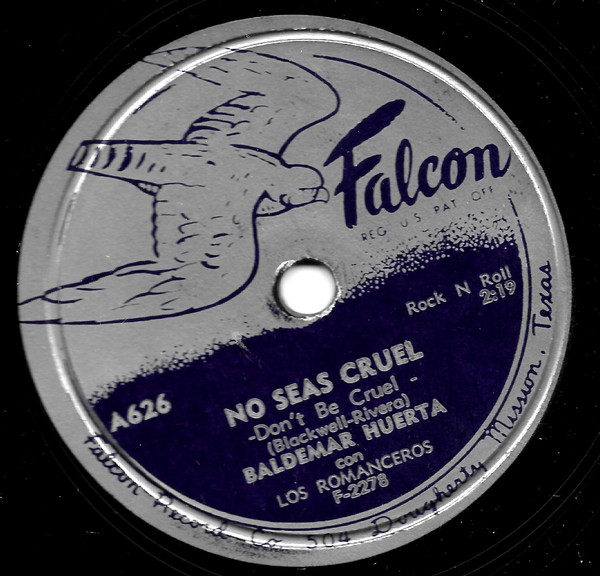 Falcon
REG. U S PAT OFF
Rock N Roll
2:19
A626
NO SEAS CRUEL
-Don't Be Cruel -
(Blackwell-Rivera)
BALDEMAR HUERTA
con
LOS ROMANCEROS
F-2278
Falcon Record Co. 504 Dougherty Mission, Texas